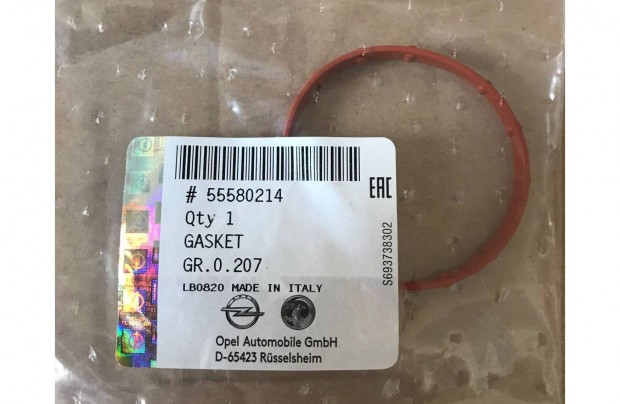 # 55580214
Qty 1
GASKET
GR.0.207
LB0820 MADE IN ITALY
Opel Automobile GmbH
D-65423 Rüsselsheim
EAC
S693738302